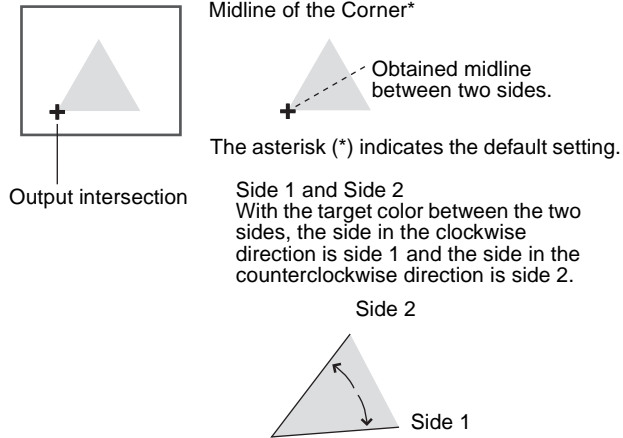 Midline of the Corner*
Obtained midline
between two sides.
The asterisk (*) indicates the default setting.
Output intersection
Side 1 and Side 2
With the target color between the two
sides, the side in the clockwise
direction is side 1 and the side in the
counterclockwise direction is side 2.
Side 2
Side 1